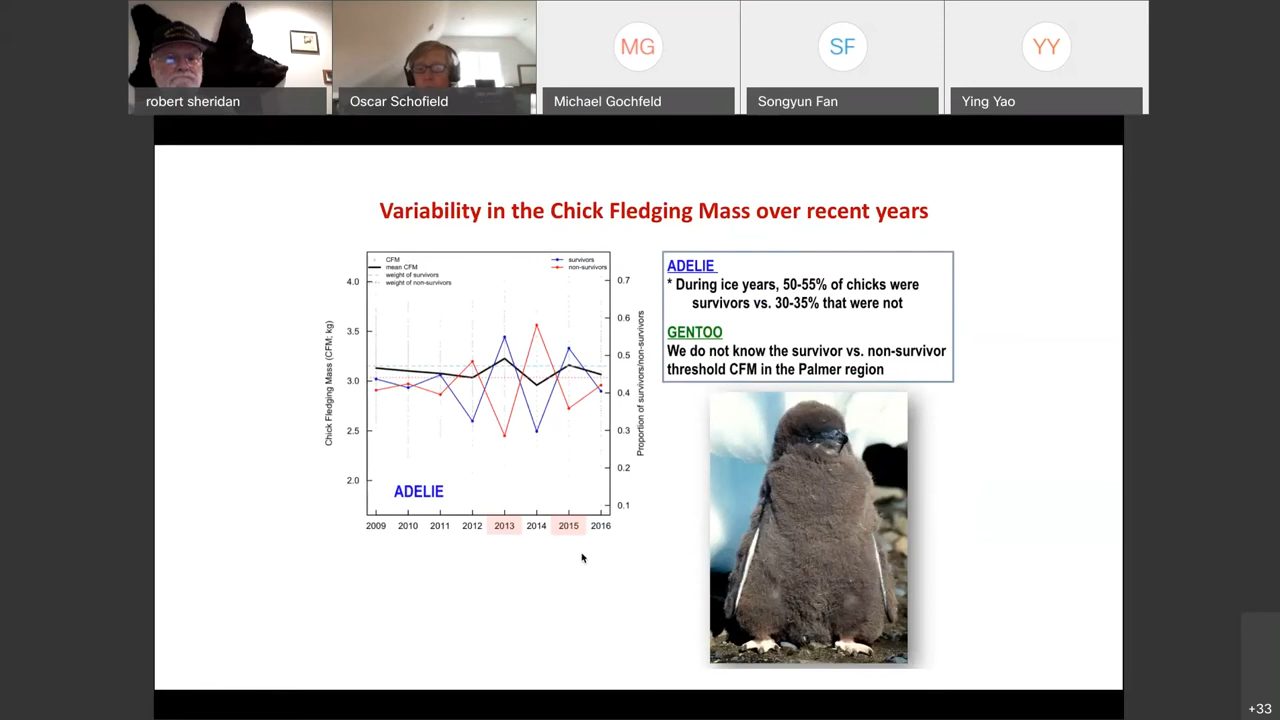 MG
SF
YY
robert sheridan
Oscar Schofield
Michael Gochfeld
Songyun Fan
Ying Yao
Variability in the Chick Fledging Mass over recent years
CFM
mean CFM
weight of survivors
weight of non-survivors
survivors
non-survivors
4.0
3.5
3.0
2.5
2.0
Chick Fledging Mass (CFM; kg)
0.7
0.6
0.5
0.4
0.3
0.2
0.1
Proportion of survivors/non-survivors
ADELIE
2009 2010 2011 2012 2013 2014 2015 2016
ADELIE
* During ice years, 50-55% of chicks were
survivors vs. 30-35% that were not
GENTOO
We do not know the survivor vs. non-survivor
threshold CFM in the Palmer region
+33